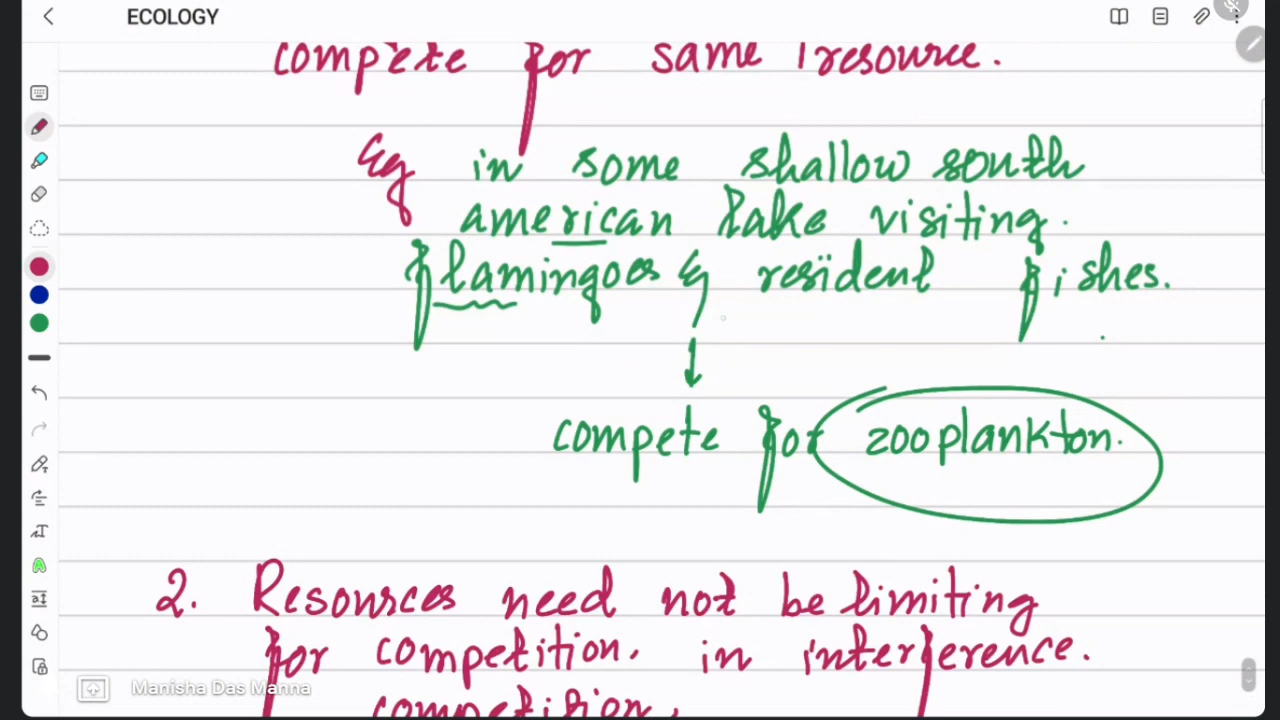 ECOLOGY
compete for same resource.
Eg in some shallow south
american lake visiting.
flamingoes & resident fishes.
compete for zooplankton.
2. Resources need not be limiting
for competition. in interference.
competition.
Manisha Das Manna